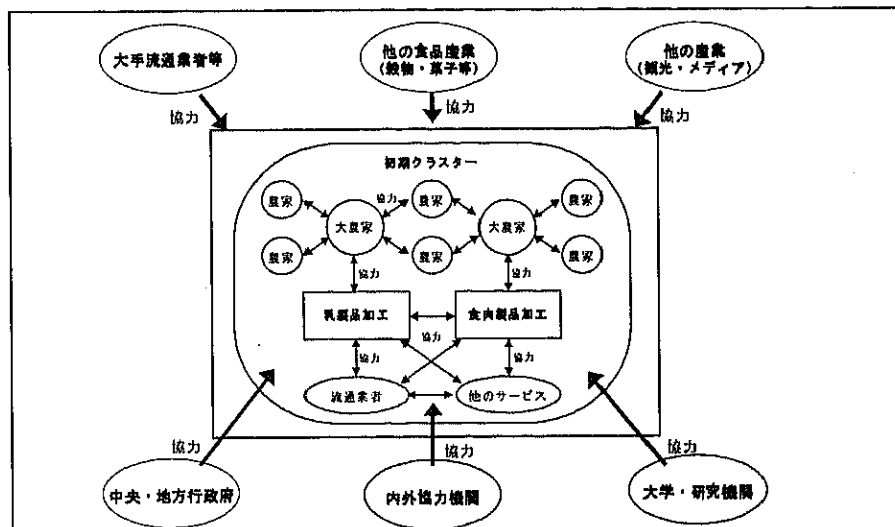 大手流通業者等
他の食品産業
(穀物・菓子等)
他の産業
(観光・メディア)
協力
協力
協力
初期クラスター
農家
協力
農家
農家
大農家
大農家
農家
農家
農家
協力
協力
乳製品加工
食肉製品加工
協力
協力
協力
流通業者
他のサービス
協力
協力
協力
中央・地方行政府
内外協力機関
大学・研究機関